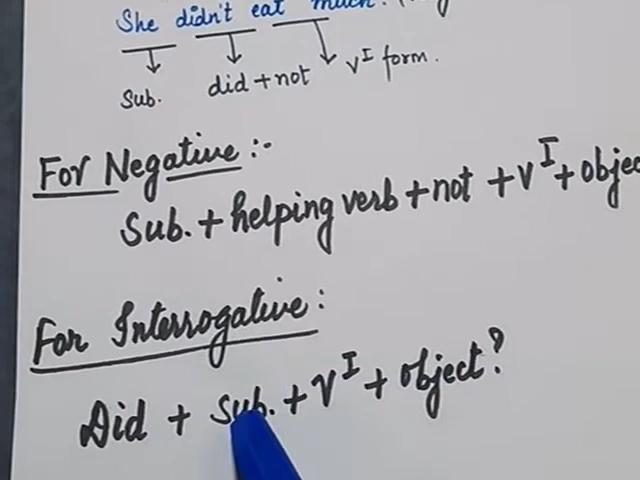 She didn't eat much.
Sub. did + not V^I form.
For Negative :-
Sub. + helping verb + not + V^I + objec
For Interrogative :
Did + Sub. + V^I + object ?